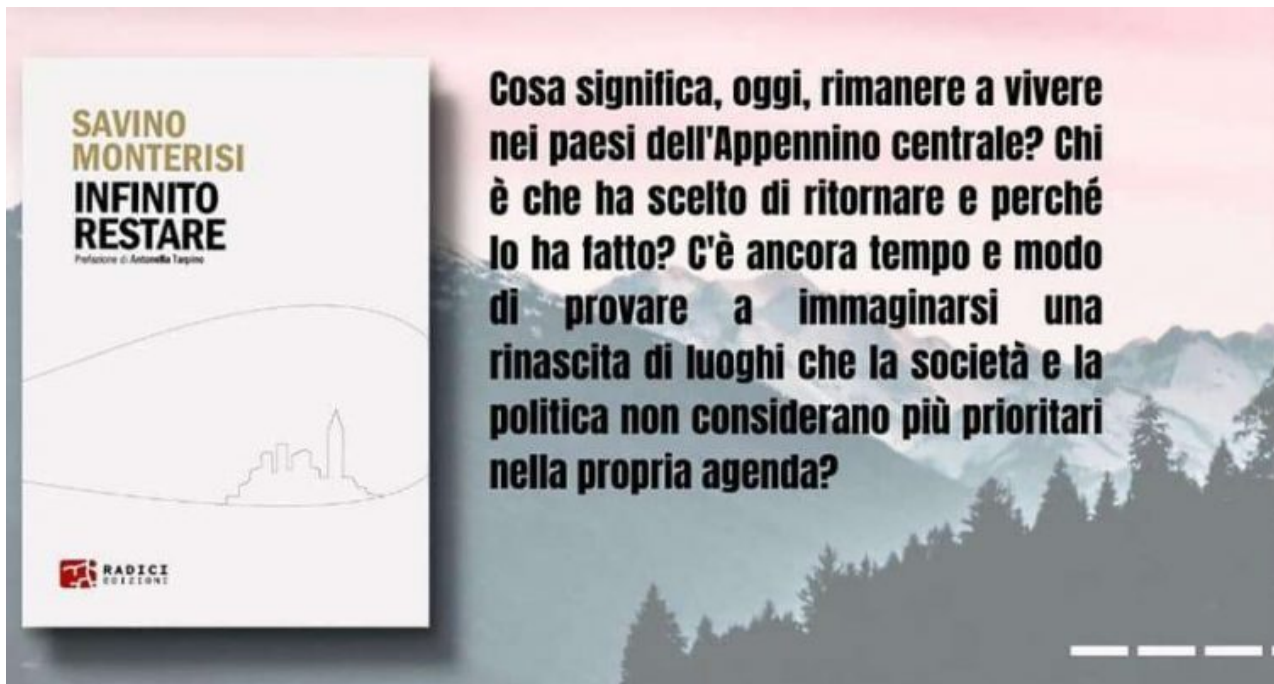 SAVINO
MONTERISI
INFINITO
RESTARE
Prefazione di Antonella Tarpino
RADICI
EDIZIONI
Cosa significa, oggi, rimanere a vivere
nei paesi dell'Appennino centrale? Chi
è che ha scelto di ritornare e perché
lo ha fatto? C'è ancora tempo e modo
di provare a immaginarsi una
rinascita di luoghi che la società e la
politica non considerano più prioritari
nella propria agenda?